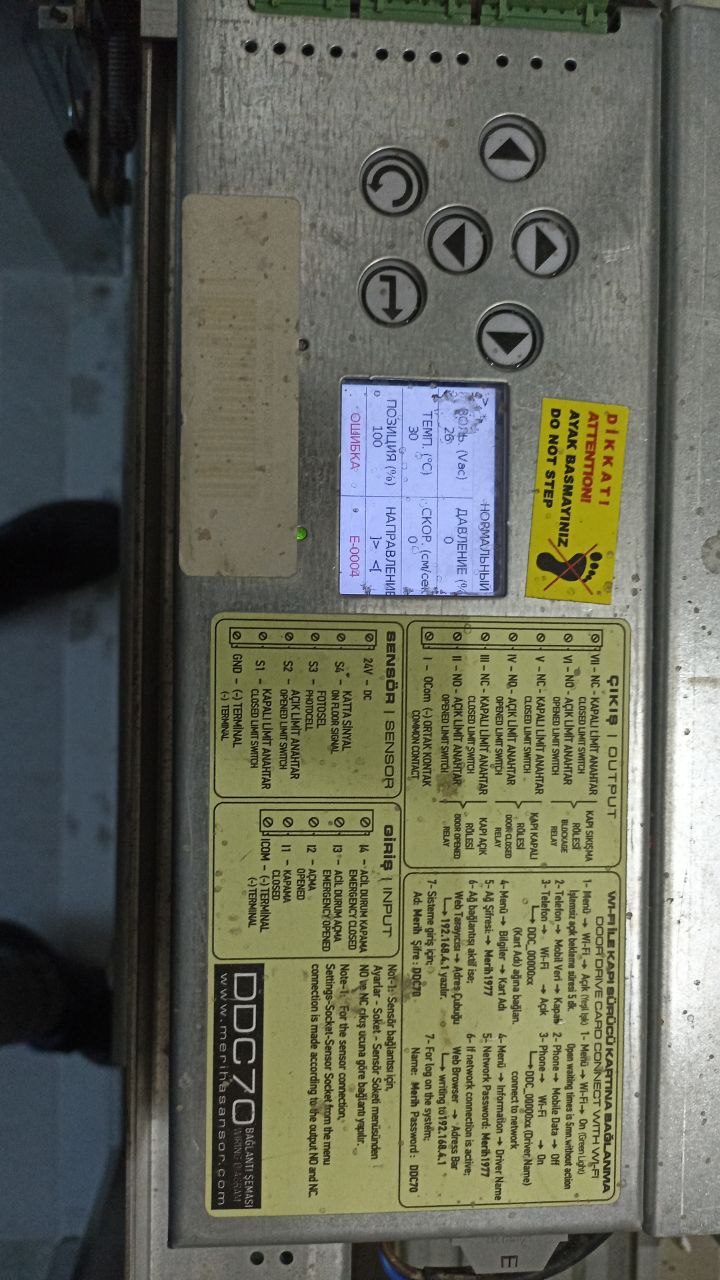 DİKKAT!
ATTENTION!
AYAK BASMAYINIZ
DO NOT STEP
> НОРМАЛЬНЫЙ
ВОЛЬ. (Vac) ДАВЛЕНИЕ (%
26 0
ТЕМП. (°C) СКОР. (cm/сек
30 0
ПОЗИЦИЯ (%) НАПРАВЛЕНИЕ
100 ]> <[
ОШИБКА E-0004
ÇIKIŞ | OUTPUT
VII – NC – KAPALI LİMİT ANAHTAR
CLOSED LIMIT SWITCH
VI – NO – AÇIK LİMİT ANAHTAR
OPENED LIMIT SWITCH
KAPI SIKIŞMA
RÖLESİ
BLOCKAGE
RELAY
V – NC – KAPALI LİMİT ANAHTAR
CLOSED LIMIT SWITCH
IV – NO – AÇIK LİMİT ANAHTAR
OPENED LIMIT SWITCH
KAPI KAPALI
RÖLESİ
DOOR CLOSED
RELAY
III – NC – KAPALI LİMİT ANAHTAR
CLOSED LIMIT SWITCH
II – NO – AÇIK LİMİT ANAHTAR
OPENED LIMIT SWITCH
KAPI AÇIK
RÖLESİ
DOOR OPENED
RELAY
I – OCom (-) ORTAK KONTAK
COMMON CONTACT
WI-FI İLE KAPI SÜRÜCÜ KARTINA BAĞLANMA
DOOR DRIVE CARD CONNECT WITH WI-FI
1- Menü → Wi-Fi → Açık (Yeşil Işık)
İşlemsiz açık bekleme süresi 5 dk.
2- Telefon → Mobil Veri → Kapalı
3- Telefon → Wi-Fi → Açık
DDC_00000xx
(Kart Adı) ağına bağlan.
4- Menü → Bilgiler → Kart Adı
5- Ağ Şifresi: → Merih1977
6- Ağ bağlantısı aktif ise;
Web Tarayıcısı → Adres Çubuğu
192.168.4.1 yazılır.
7- Sisteme giriş için;
Ad: Merih Şifre : DDC70
1- Menü → Wi-Fi → On (Green Light)
Open waiting times is 5mn.without action
2- Phone → Mobile Data → Off
3- Phone → Wi-Fi → On
DDC_00000xx (Driver Name)
connect to network
4- Menü → Information → Driver Name
5- Network Password: Merih1977
6- If network connection is active;
Web Browser → Adress Bar
writing to192.168.4.1
7- For log on the system;
Name: Merih Password : DDC70
SENSÖR | SENSOR
24V – DC
S4 – KATTA SİNYAL
ON FLOOR SIGNAL
S3 – FOTOSEL
PHOTOCELL
S2 – AÇIK LİMİT ANAHTAR
OPENED LIMIT SWITCH
S1 – KAPALI LİMİT ANAHTAR
CLOSED LIMIT SWITCH
GND – (-) TERMİNAL
(-) TERMINAL
GİRİŞ | INPUT
I4 – ACİL DURUM KAPAMA
EMERGENCY CLOSED
I3 – ACİL DURUM AÇMA
EMERGENCY OPENED
I2 – AÇMA
OPENED
I1 – KAPAMA
CLOSED
ICOM – (-) TERMİNAL
(-) TERMINAL
Not-1: Sensör bağlantısı için,
Ayarlar - Soket - Sensör Soketi menüsünden
NO ve NC çıkış ucuna göre bağlantı yapılır.
Note-1: For the sensor connection,
Settings-Socket-Sensor Socket from the menu
connection is made according to the output NO and NC.
DDC70 BAĞLANTI ŞEMASI
WIRING DIAGRAM
www.merihasansor.com
E